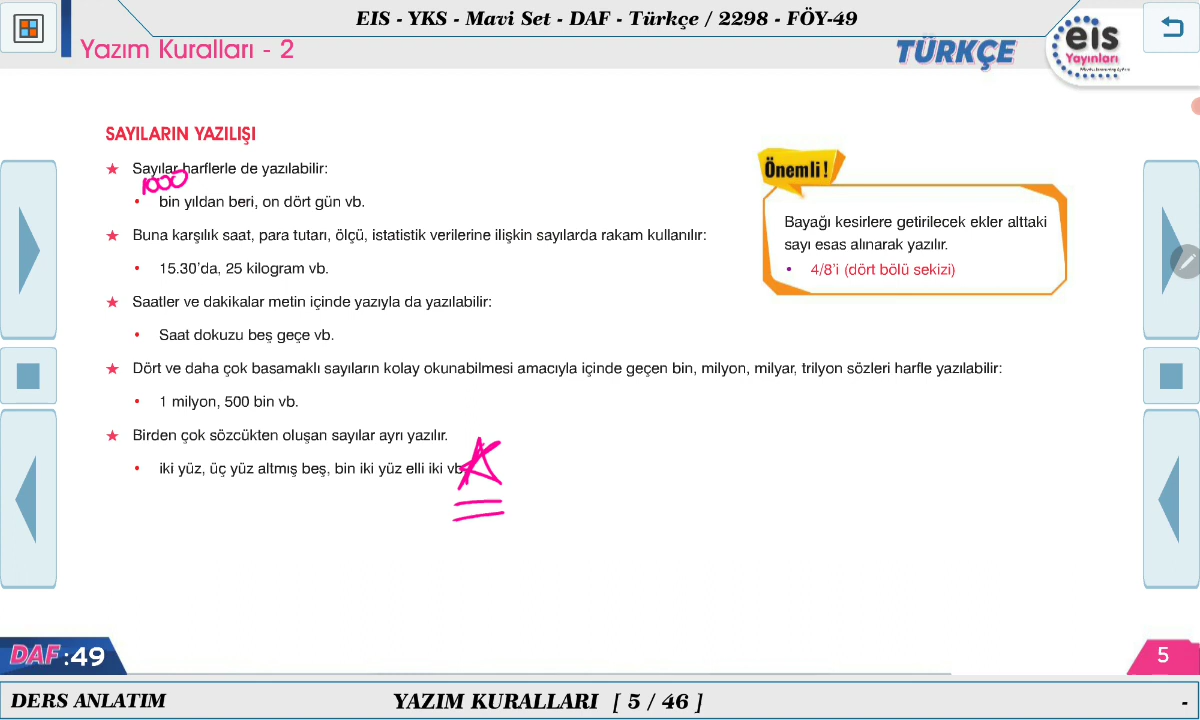 EIS - YKS - Mavi Set - DAF - Türkçe / 2298 - FÖY-49
Yazım Kuralları - 2
TÜRKÇE
eis
Yayınları
SAYILARIN YAZILIŞI
★ Sayılar harflerle de yazılabilir:
1000
• bin yıldan beri, on dört gün vb.
★ Buna karşılık saat, para tutarı, ölçü, istatistik verilerine ilişkin sayılarda rakam kullanılır:
• 15.30'da, 25 kilogram vb.
★ Saatler ve dakikalar metin içinde yazıyla da yazılabilir:
• Saat dokuzu beş geçe vb.
★ Dört ve daha çok basamaklı sayıların kolay okunabilmesi amacıyla içinde geçen bin, milyon, milyar, trilyon sözleri harfle yazılabilir:
• 1 milyon, 500 bin vb.
★ Birden çok sözcükten oluşan sayılar ayrı yazılır.
• iki yüz, üç yüz altmış beş, bin iki yüz elli iki vb
Önemli!
Bayağı kesirlere getirilecek ekler alttaki
sayı esas alınarak yazılır.
• 4/8'i (dört bölü sekizi)
DAF:49
5
DERS ANLATIM
YAZIM KURALLARI [ 5 / 46 ]
-